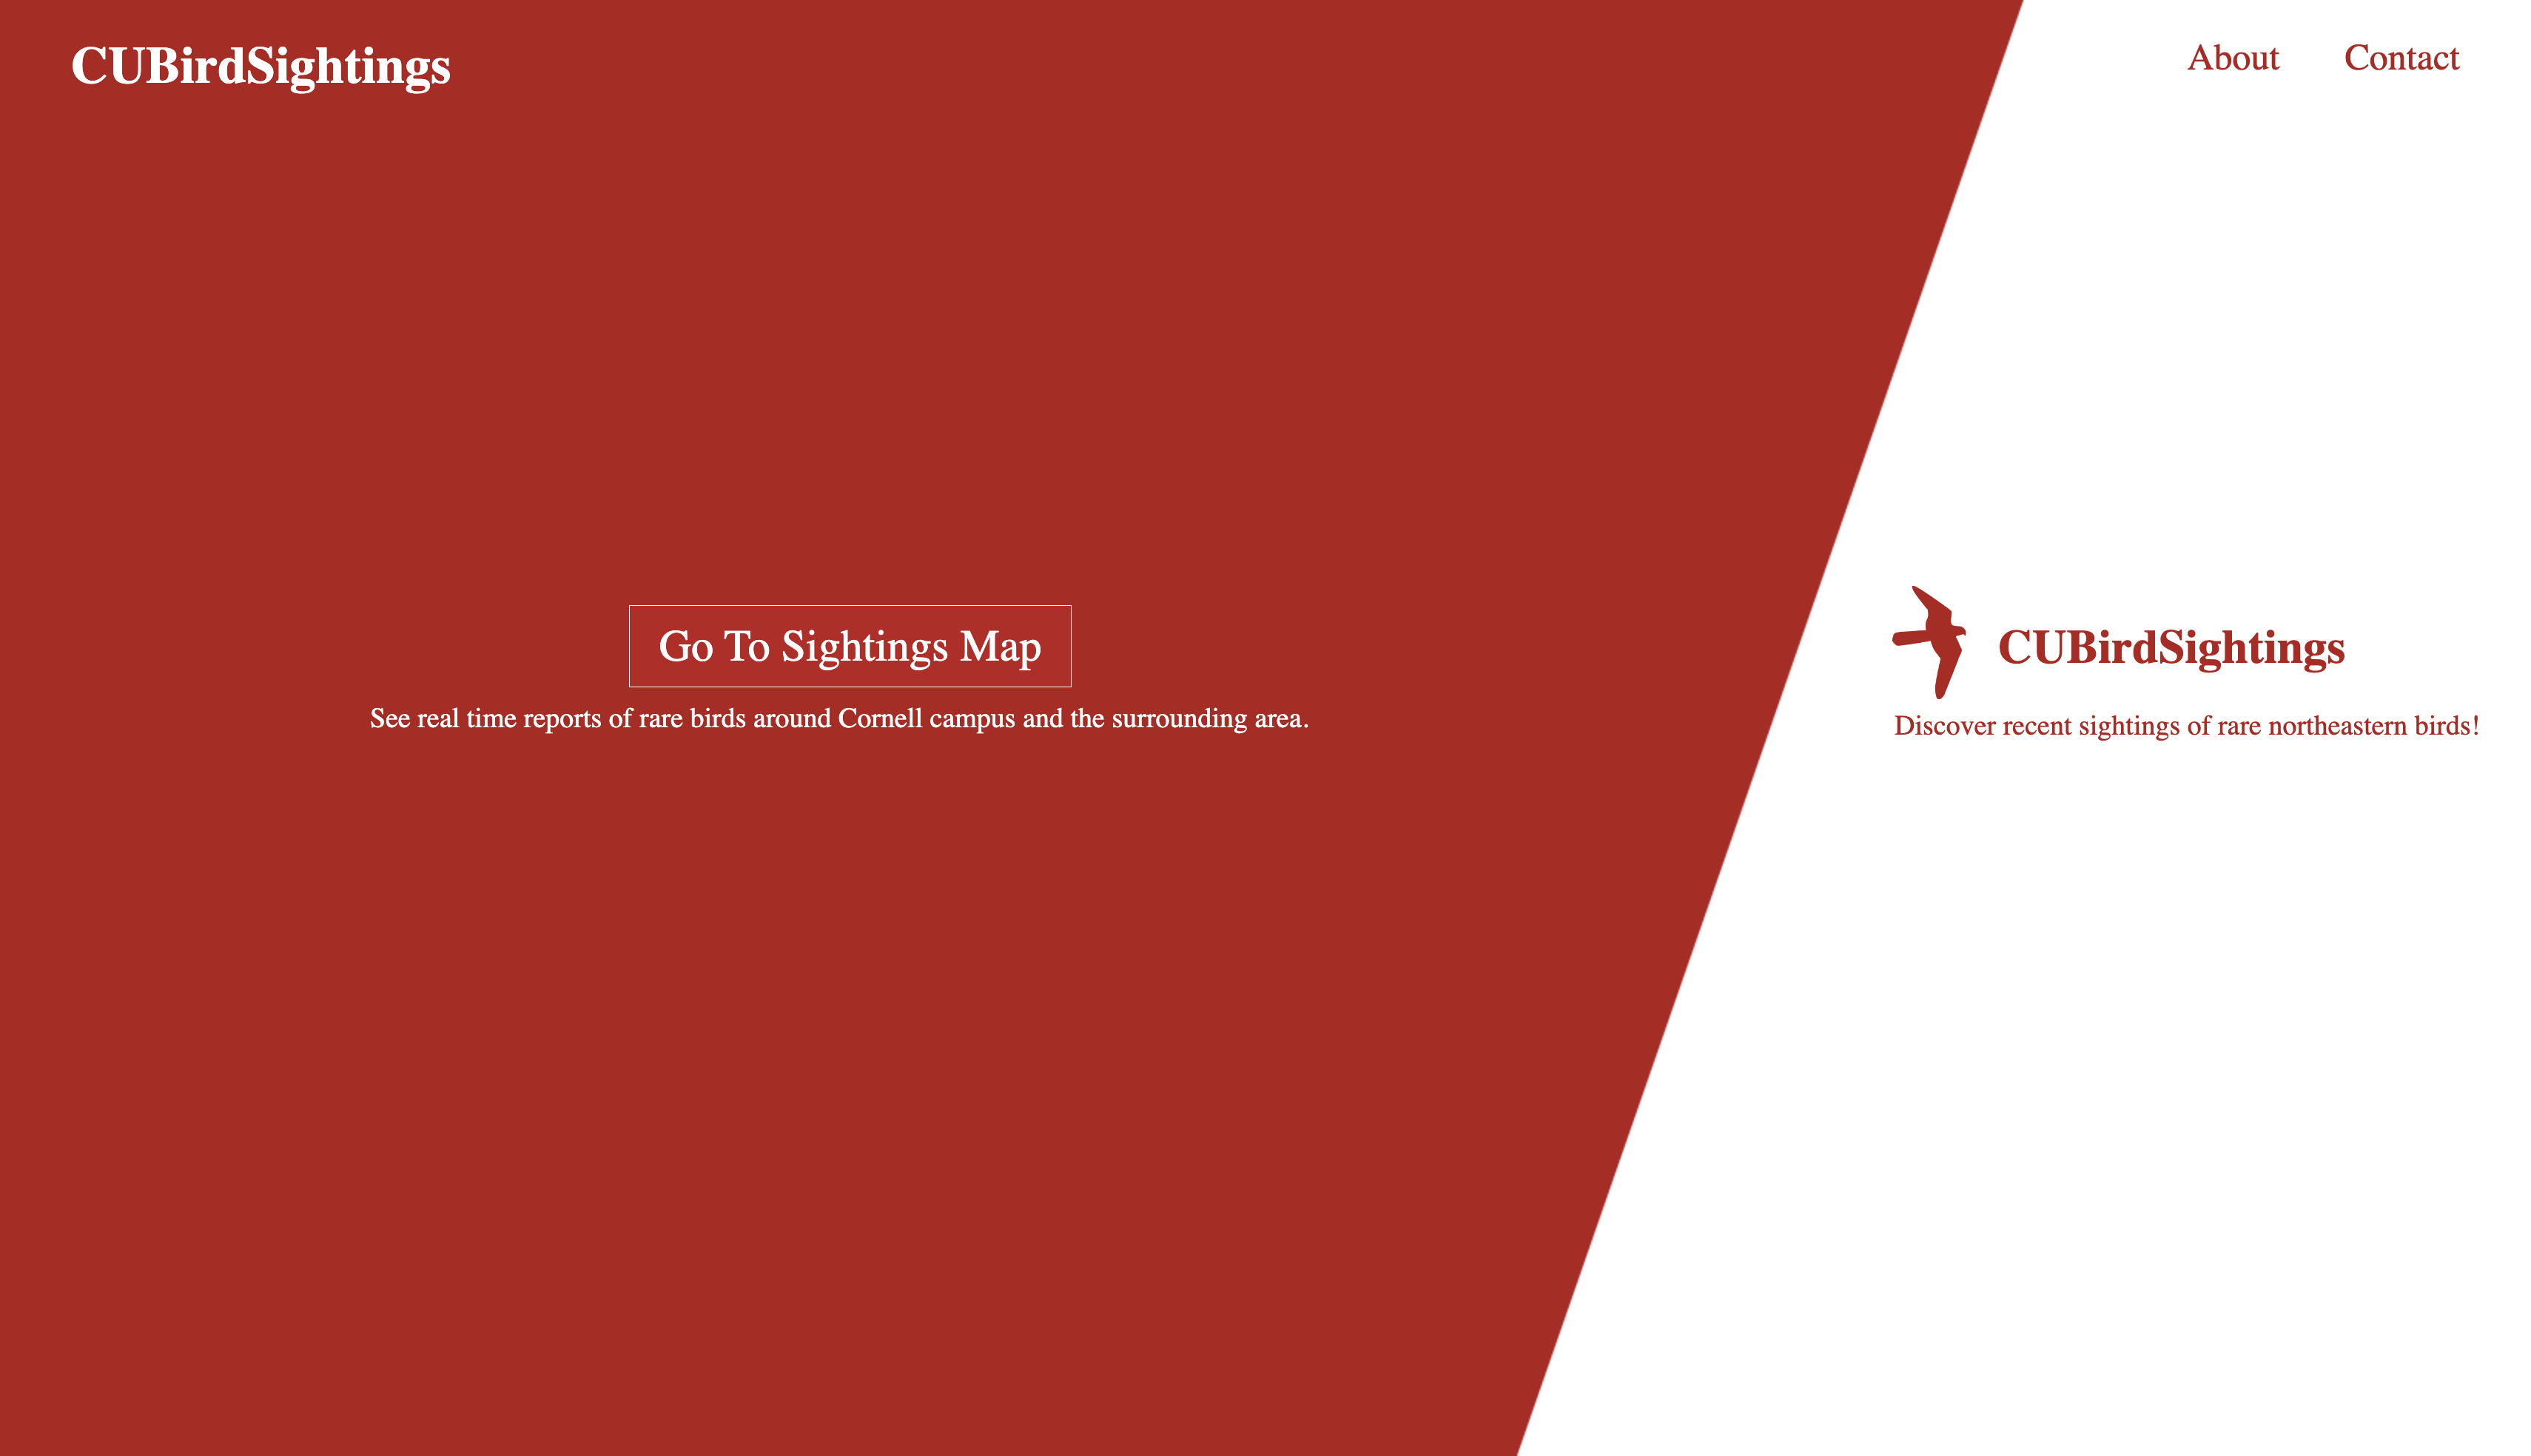 CUBirdSightings
About
Contact
Go To Sightings Map
See real time reports of rare birds around Cornell campus and the surrounding area.
CUBirdSightings
Discover recent sightings of rare northeastern birds!